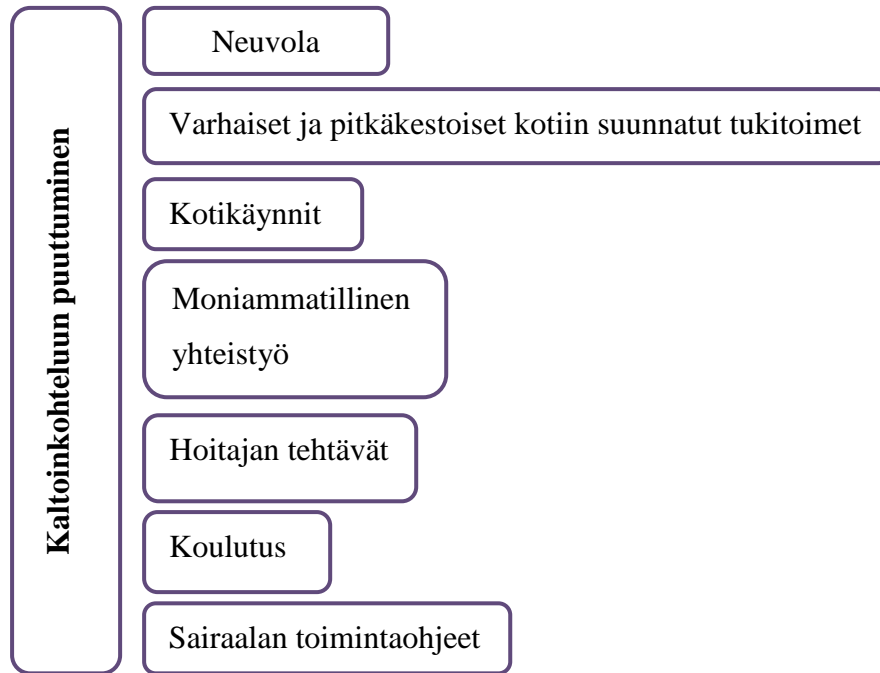 Kaltoinkohteluun puuttuminen
Neuvola
Varhaiset ja pitkäkestoiset kotiin suunnatut tukitoimet
Kotikäynnit
Moniammatillinen
yhteistyö
Hoitajan tehtävät
Koulutus
Sairaalan toimintaohjeet